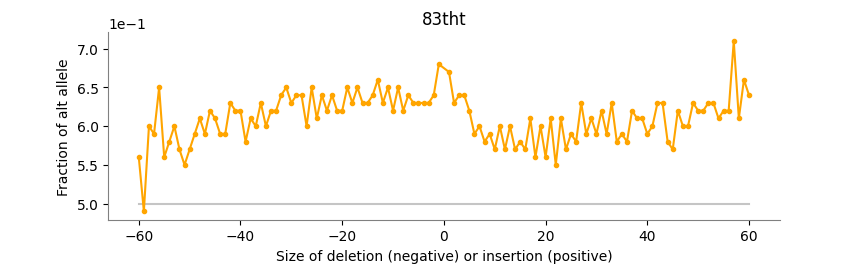 83tht
1e−1
Fraction of alt allele
7.0
6.5
6.0
5.5
5.0
−60 −40 −20 0 20 40 60
Size of deletion (negative) or insertion (positive)